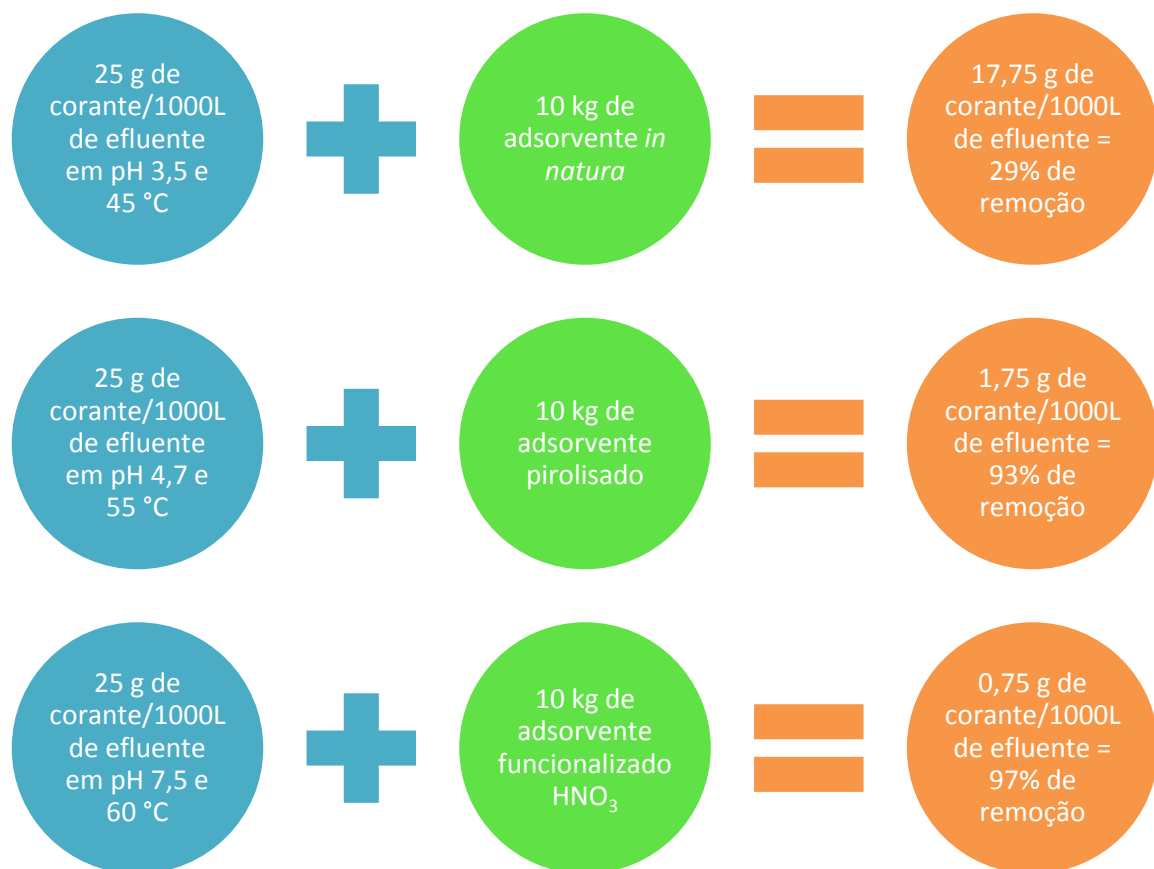 25 g de
corante/1000L
de efluente
em pH 3,5 e
45 °C
10 kg de
adsorvente in
natura
17,75 g de
corante/1000L
de efluente =
29% de
remoção
25 g de
corante/1000L
de efluente
em pH 4,7 e
55 °C
10 kg de
adsorvente
pirolisado
1,75 g de
corante/1000L
de efluente =
93% de
remoção
25 g de
corante/1000L
de efluente
em pH 7,5 e
60 °C
10 kg de
adsorvente
funcionalizado
HNO₃
0,75 g de
corante/1000L
de efluente =
97% de
remoção